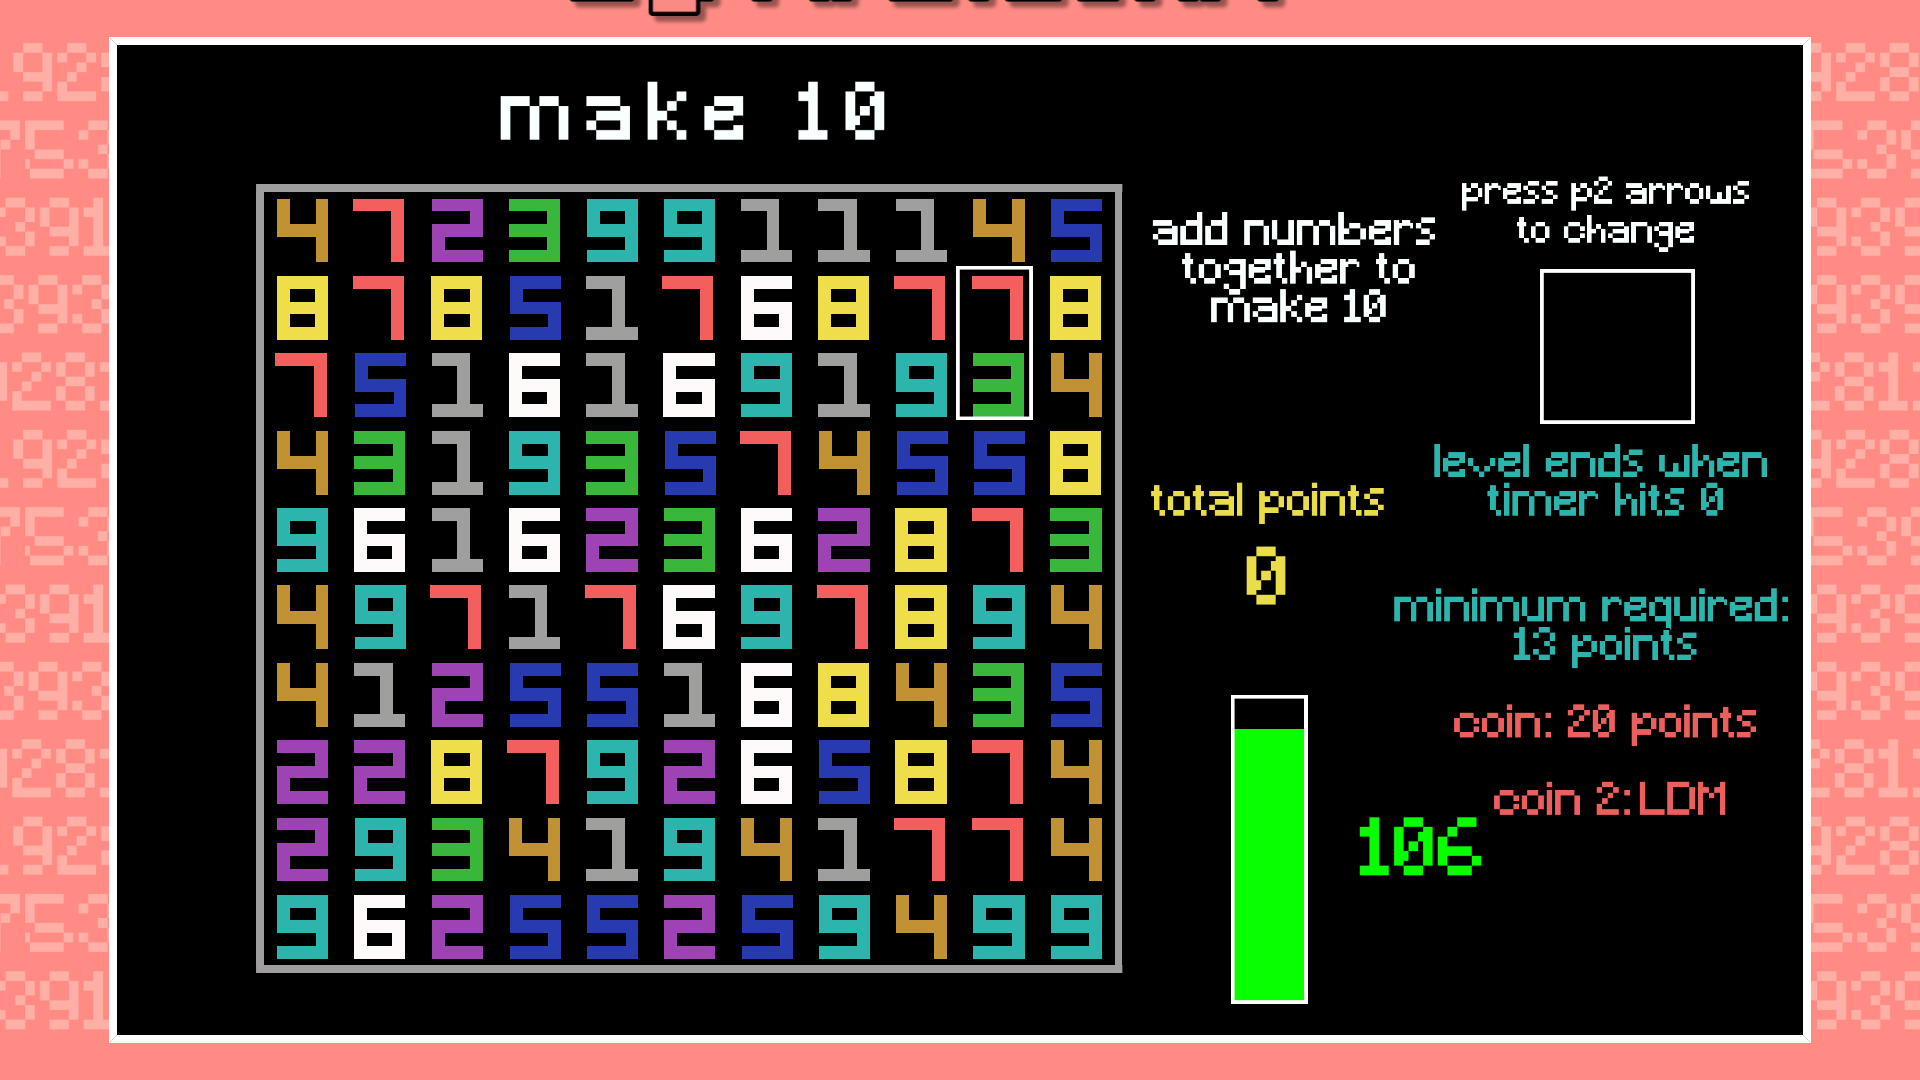 make 10
4 7 2 3 9 9 1 1 1 4 5
8 7 8 5 1 7 6 8 7 7 8
7 5 1 6 1 6 9 1 9 3 4
4 3 1 9 3 5 7 4 5 5 8
9 6 1 6 2 3 6 2 8 7 3
4 9 7 1 7 6 9 7 8 9 4
4 1 2 5 5 1 6 8 4 3 5
2 2 8 7 9 2 6 5 8 7 4
2 9 3 4 1 9 4 1 7 7 4
9 6 2 5 5 2 5 9 4 9 9
add numbers
together to
make 10
total points
0
press p2 arrows
to change
level ends when
timer hits 0
minimum required:
13 points
coin: 20 points
coin 2:LDM
106